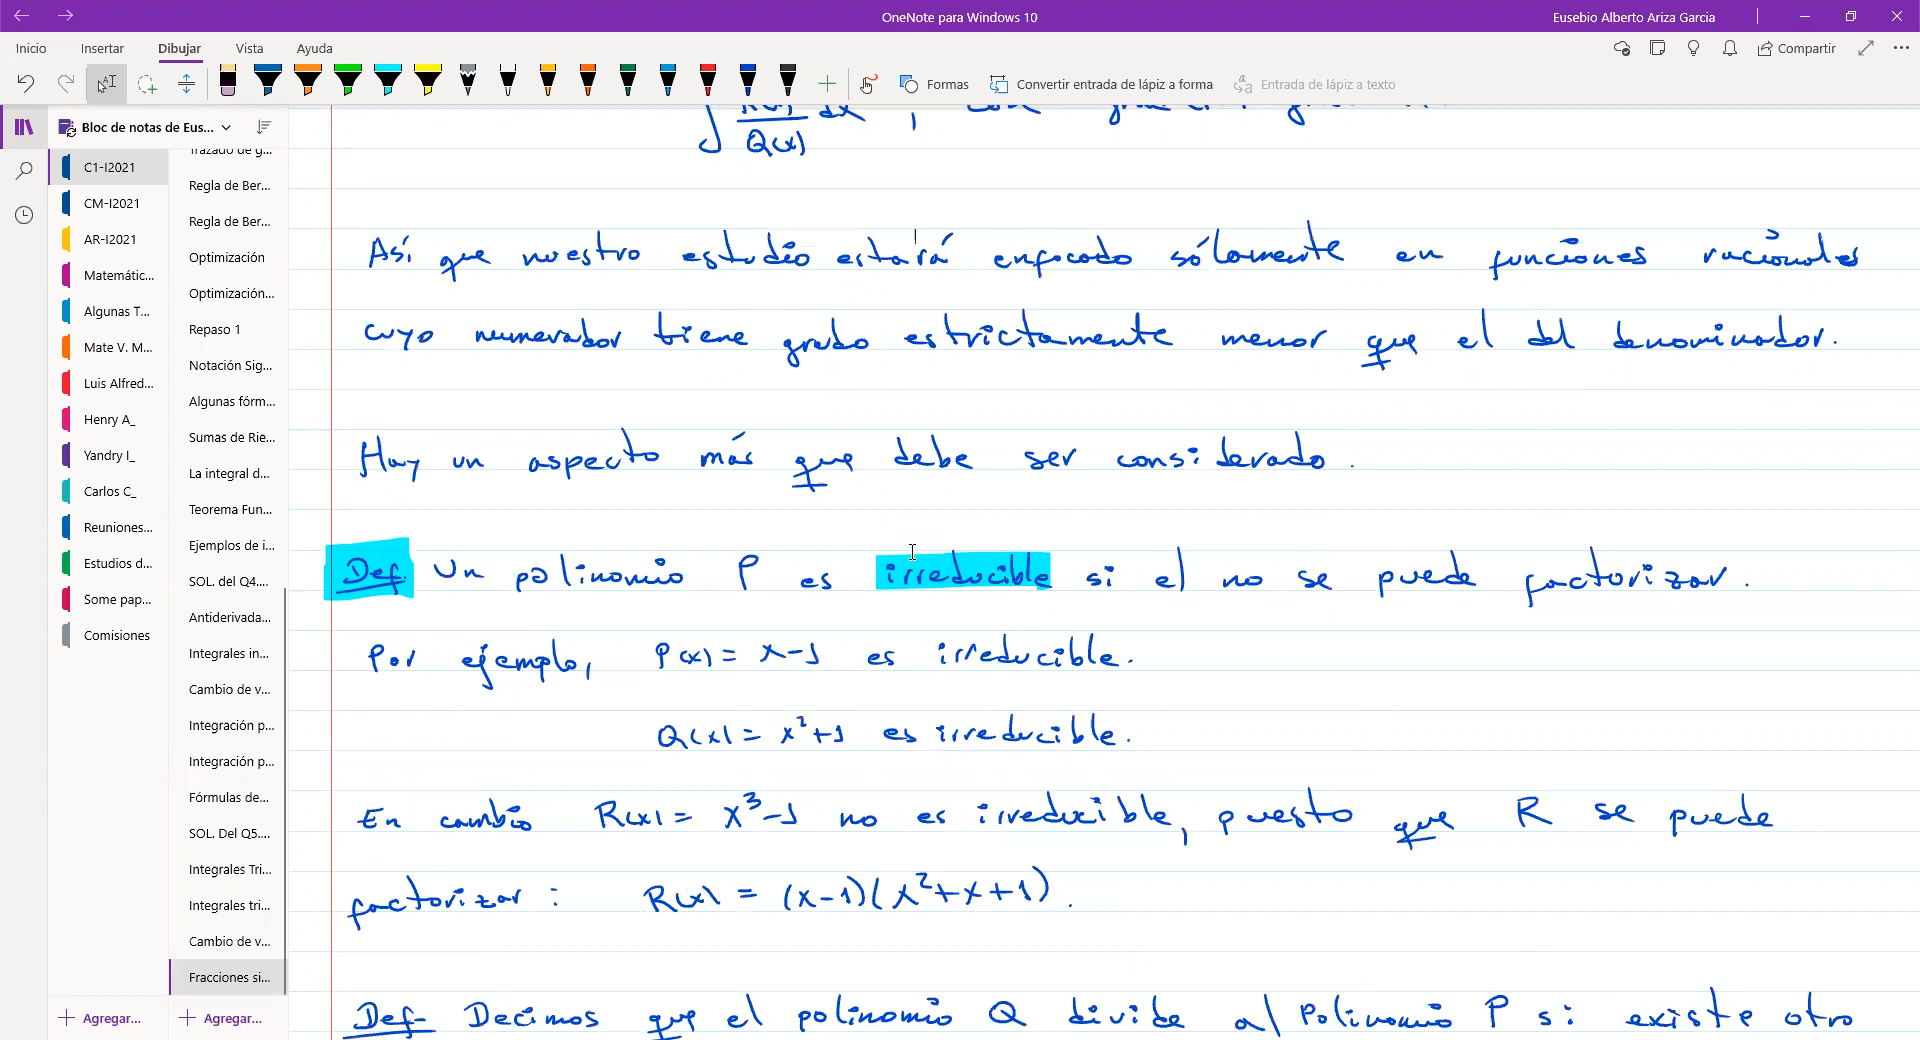 OneNote para Windows 10
Eusebio Alberto Ariza Garcia
Inicio
Insertar
Dibujar
Vista
Ayuda
Compartir
Formas
Convertir entrada de lápiz a forma
Entrada de lápiz a texto
Bloc de notas de Eus...
C1-I2021
CM-I2021
AR-I2021
Matemátic...
Algunas T...
Mate V. M...
Luis Alfred...
Henry A_
Yandry I_
Carlos C_
Reuniones...
Estudios d...
Some pap...
Comisiones
Agregar...
Trazado de g...
Regla de Ber...
Regla de Ber...
Optimización
Optimización...
Repaso 1
Notación Sig...
Algunas fórm...
Sumas de Rie...
La integral d...
Teorema Fun...
Ejemplos de i...
SOL. del Q4....
Antiderivada...
Integrales in...
Cambio de v...
Integración p...
Integración p...
Fórmulas de...
SOL. Del Q5....
Integrales Tri...
Integrales tri...
Cambio de v...
Fracciones si...
Agregar...
∫ R(x)/Q(x) dx,
Así que nuestro estudio estará enfocado sólamente en funciones racionales
cuyo numerador tiene grado estrictamente menor que el del denominador.
Hay un aspecto más que debe ser considerado.
Def. Un polinomio P es irreducible si el no se puede factorizar.
Por ejemplo, P(x) = x-1 es irreducible.
Q(x) = x²+1 es irreducible.
En cambio R(x) = x³-1 no es irreducible, puesto que R se puede
factorizar: R(x) = (x-1)(x²+x+1).
Def- Decimos que el polinomio Q divide al Polinomio P si existe otro